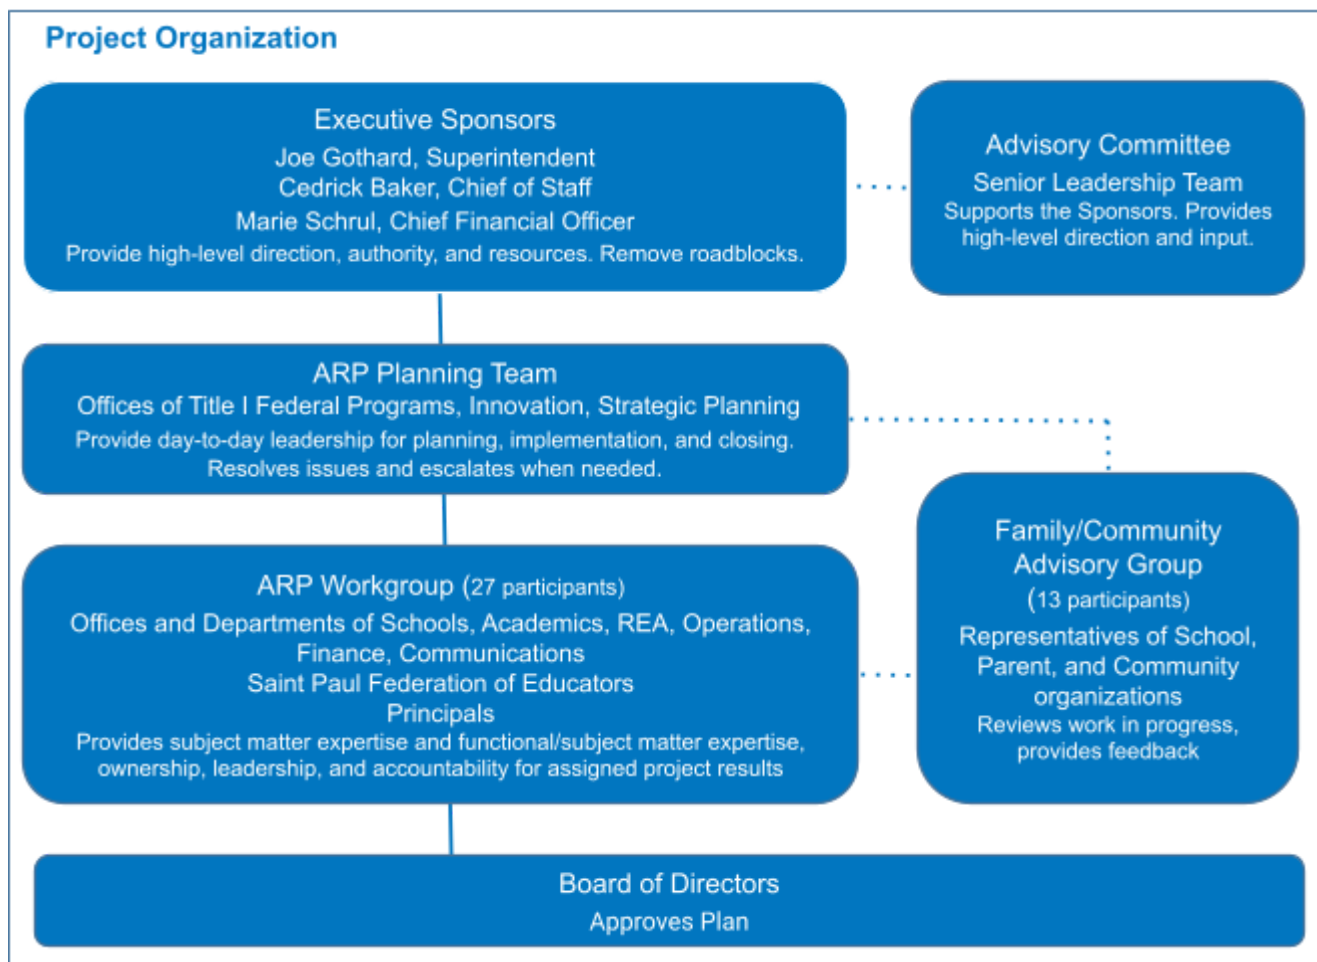 Project Organization
Executive Sponsors
Joe Gothard, Superintendent
Cedrick Baker, Chief of Staff
Marie Schrul, Chief Financial Officer
Provide high-level direction, authority, and resources. Remove roadblocks.
Advisory Committee
Senior Leadership Team
Supports the Sponsors. Provides
high-level direction and input.
ARP Planning Team
Offices of Title I Federal Programs, Innovation, Strategic Planning
Provide day-to-day leadership for planning, implementation, and closing.
Resolves issues and escalates when needed.
ARP Workgroup (27 participants)
Offices and Departments of Schools, Academics, REA, Operations,
Finance, Communications
Saint Paul Federation of Educators
Principals
Provides subject matter expertise and functional/subject matter expertise,
ownership, leadership, and accountability for assigned project results
Family/Community
Advisory Group
(13 participants)
Representatives of School,
Parent, and Community
organizations
Reviews work in progress,
provides feedback
Board of Directors
Approves Plan